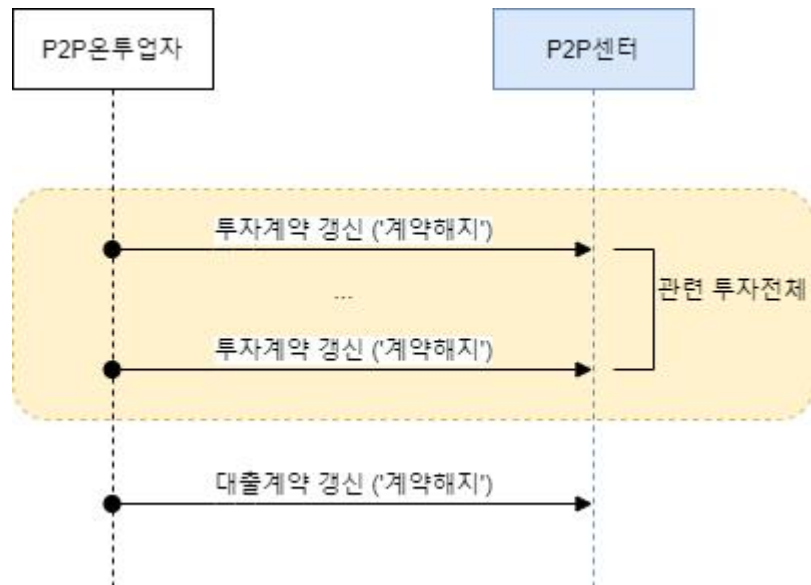 P2P온투업자
P2P센터
투자계약 갱신 ('계약해지')
...
관련 투자전체
투자계약 갱신 ('계약해지')
대출계약 갱신 ('계약해지')